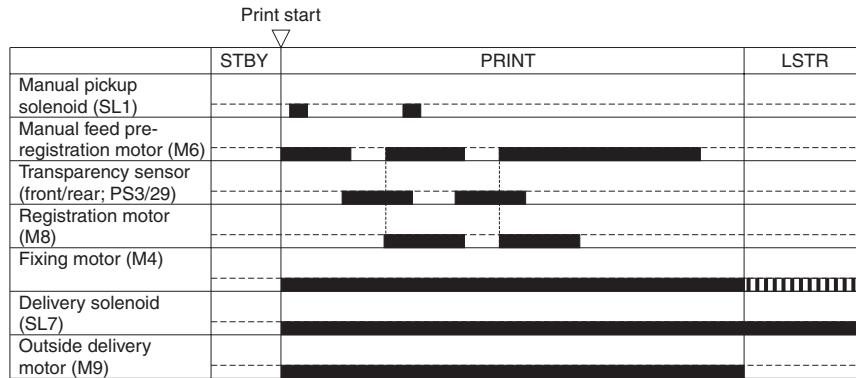 Print start
STBY PRINT LSTR
Manual pickup
solenoid (SL1)
Manual feed pre-
registration motor (M6)
Transparency sensor
(front/rear; PS3/29)
Registration motor
(M8)
Fixing motor (M4)
Delivery solenoid
(SL7)
Outside delivery
motor (M9)